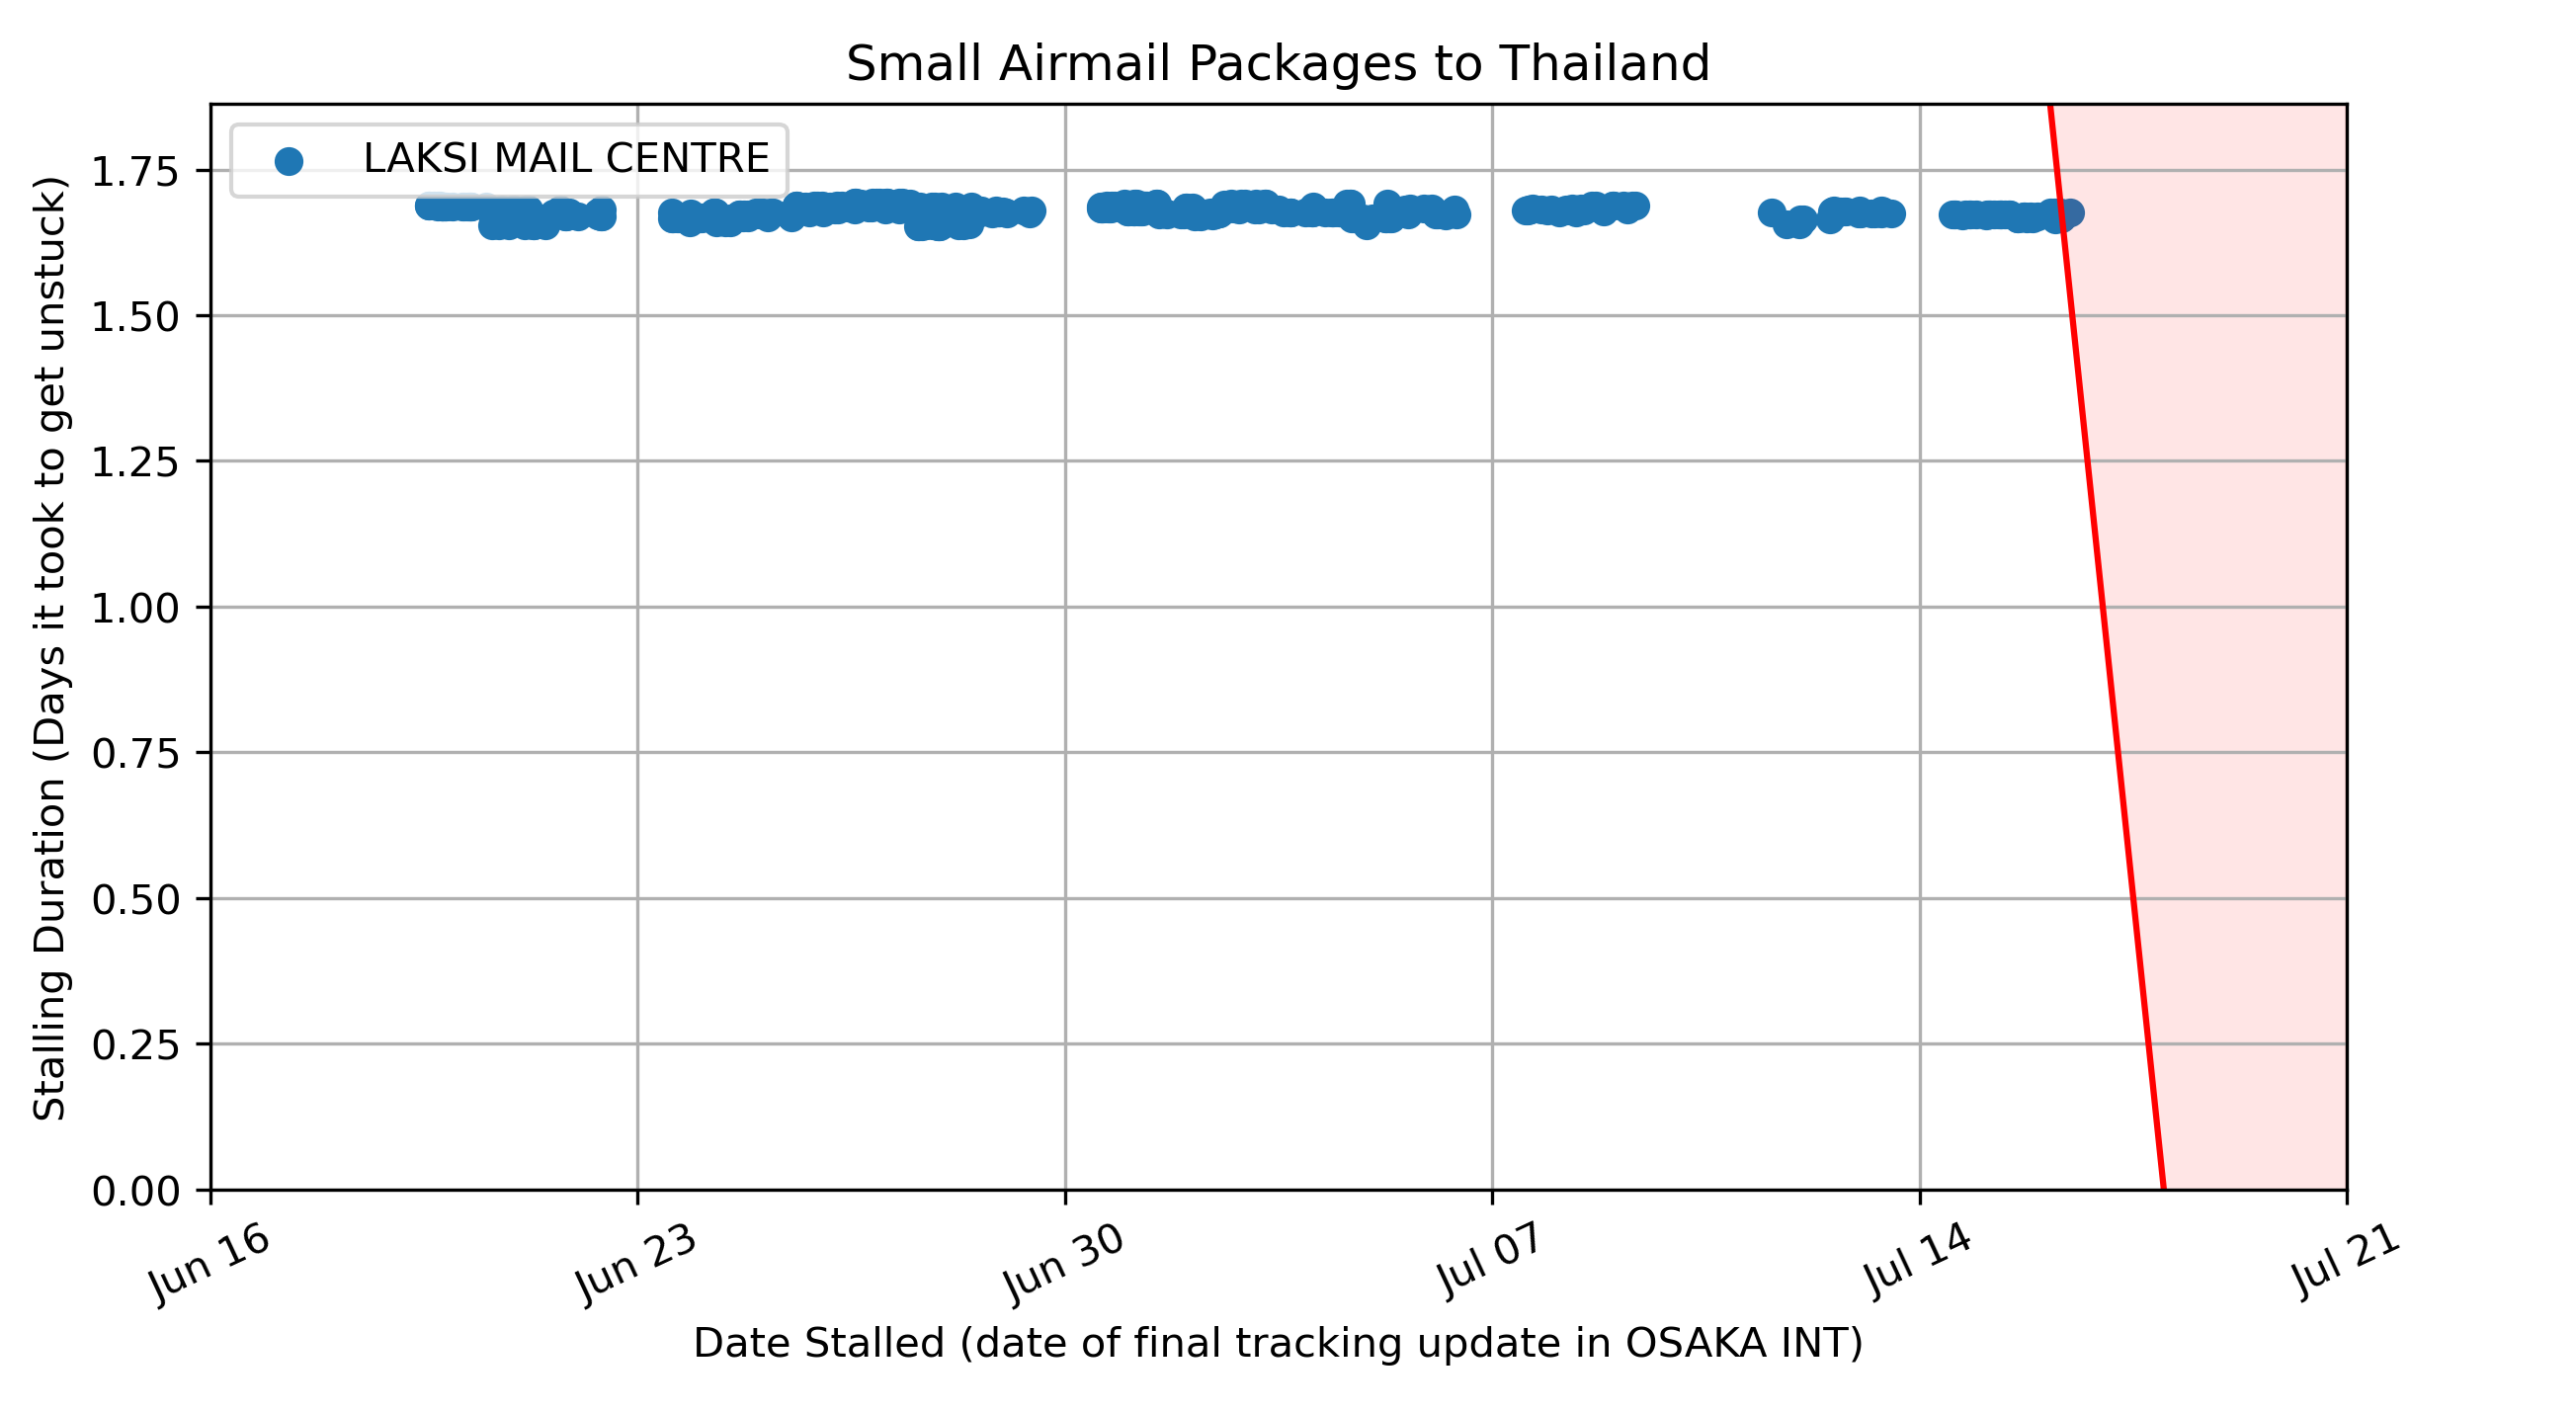 Small Airmail Packages to Thailand
LAKSI MAIL CENTRE
Stalling Duration (Days it took to get unstuck)
1.75
1.50
1.25
1.00
0.75
0.50
0.25
0.00
Jun 16
Jun 23
Jun 30
Jul 07
Jul 14
Jul 21
Date Stalled (date of final tracking update in OSAKA INT)